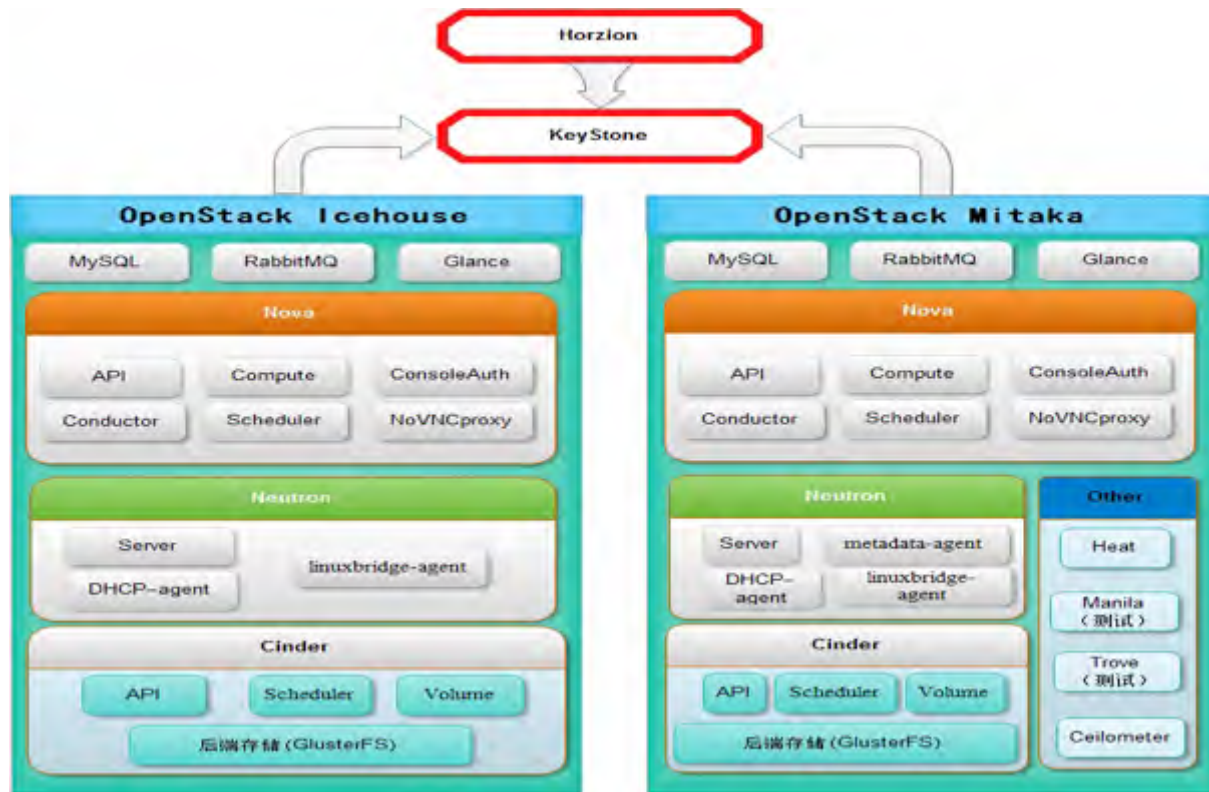 Horzion
KeyStone
OpenStack Icehouse
MySQL
RabbitMQ
Glance
Nova
API
Compute
ConsoleAuth
Conductor
Scheduler
NoVNCproxy
Neutron
Server
linuxbridge-agent
DHCP-agent
Cinder
API
Scheduler
Volume
后端存储(GlusterFS)
OpenStack Mitaka
MySQL
RabbitMQ
Glance
Nova
API
Compute
ConsoleAuth
Conductor
Scheduler
NoVNCproxy
Neutron
Server
metadata-agent
DHCP-
agent
linuxbridge-
agent
Cinder
API
Scheduler
Volume
后端存储(GlusterFS)
Other
Heat
Manila
(测试)
Trove
(测试)
Ceilometer